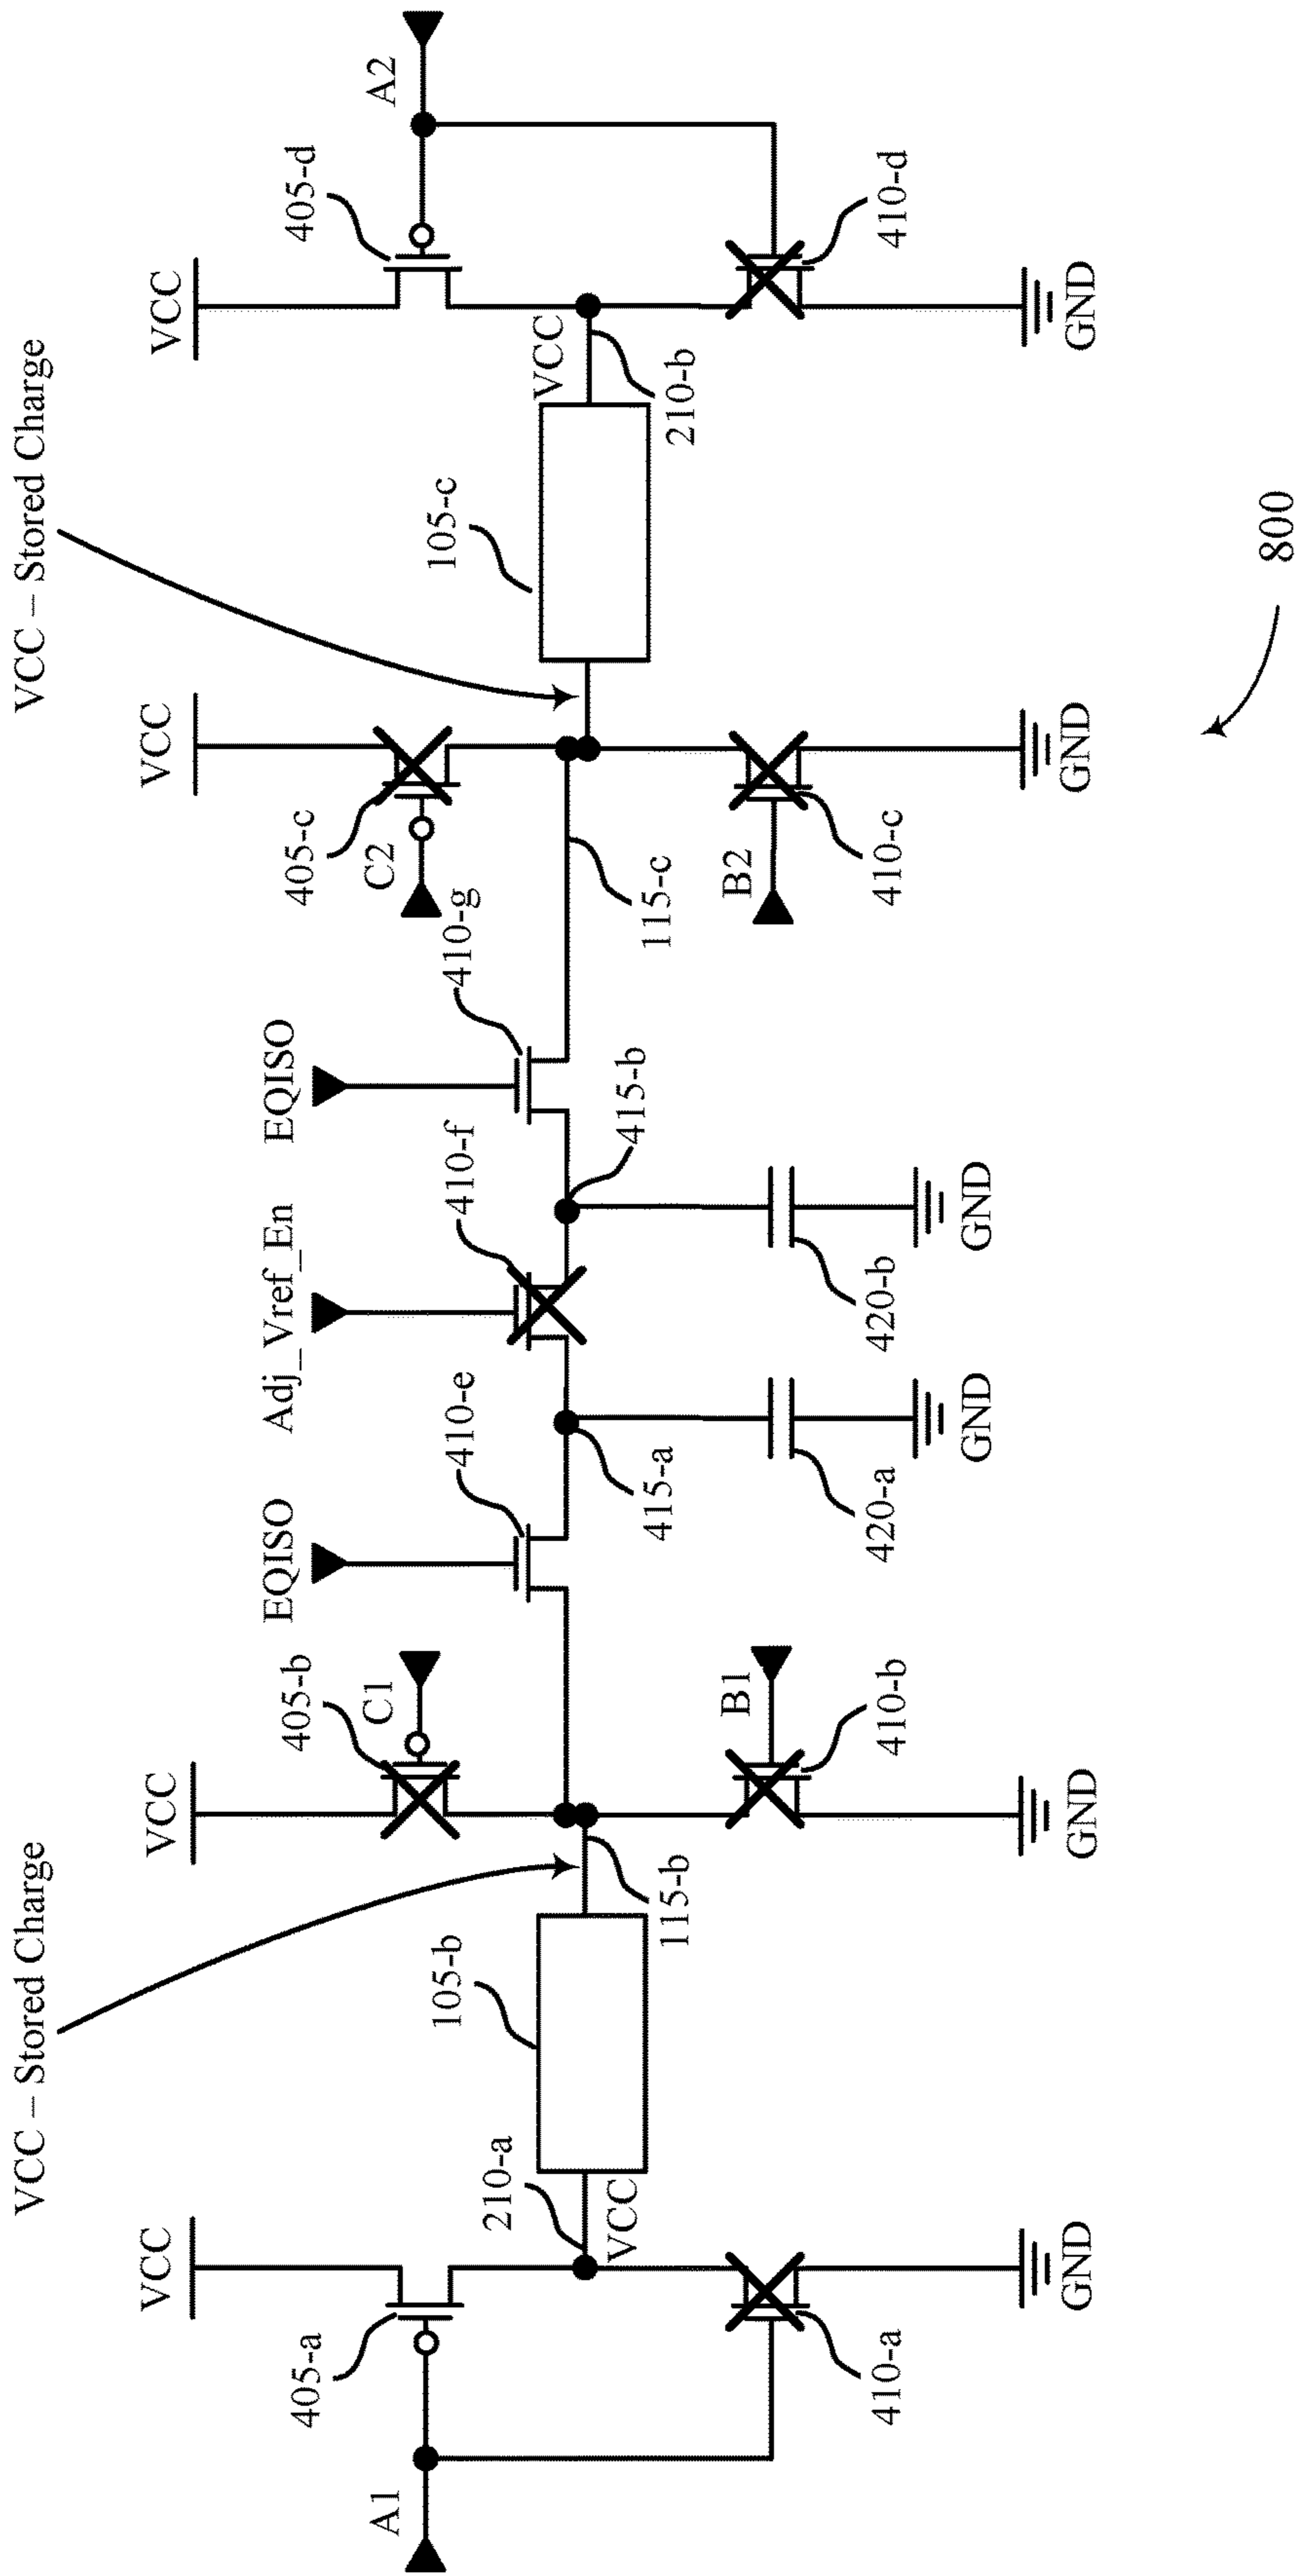 VCC – Stored Charge
VCC – Stored Charge
VCC
VCC
VCC
VCC
A1
405-a
405-b
C1
EQISO
Adj_Vref_En
EQISO
C2
405-c
405-d
A2
210-a
105-b
410-e
410-f
410-g
105-c
VCC
VCC
115-b
415-a
415-b
115-c
210-b
B1
B2
410-a
410-b
420-a
420-b
410-c
410-d
GND
GND
GND
GND
GND
GND
800